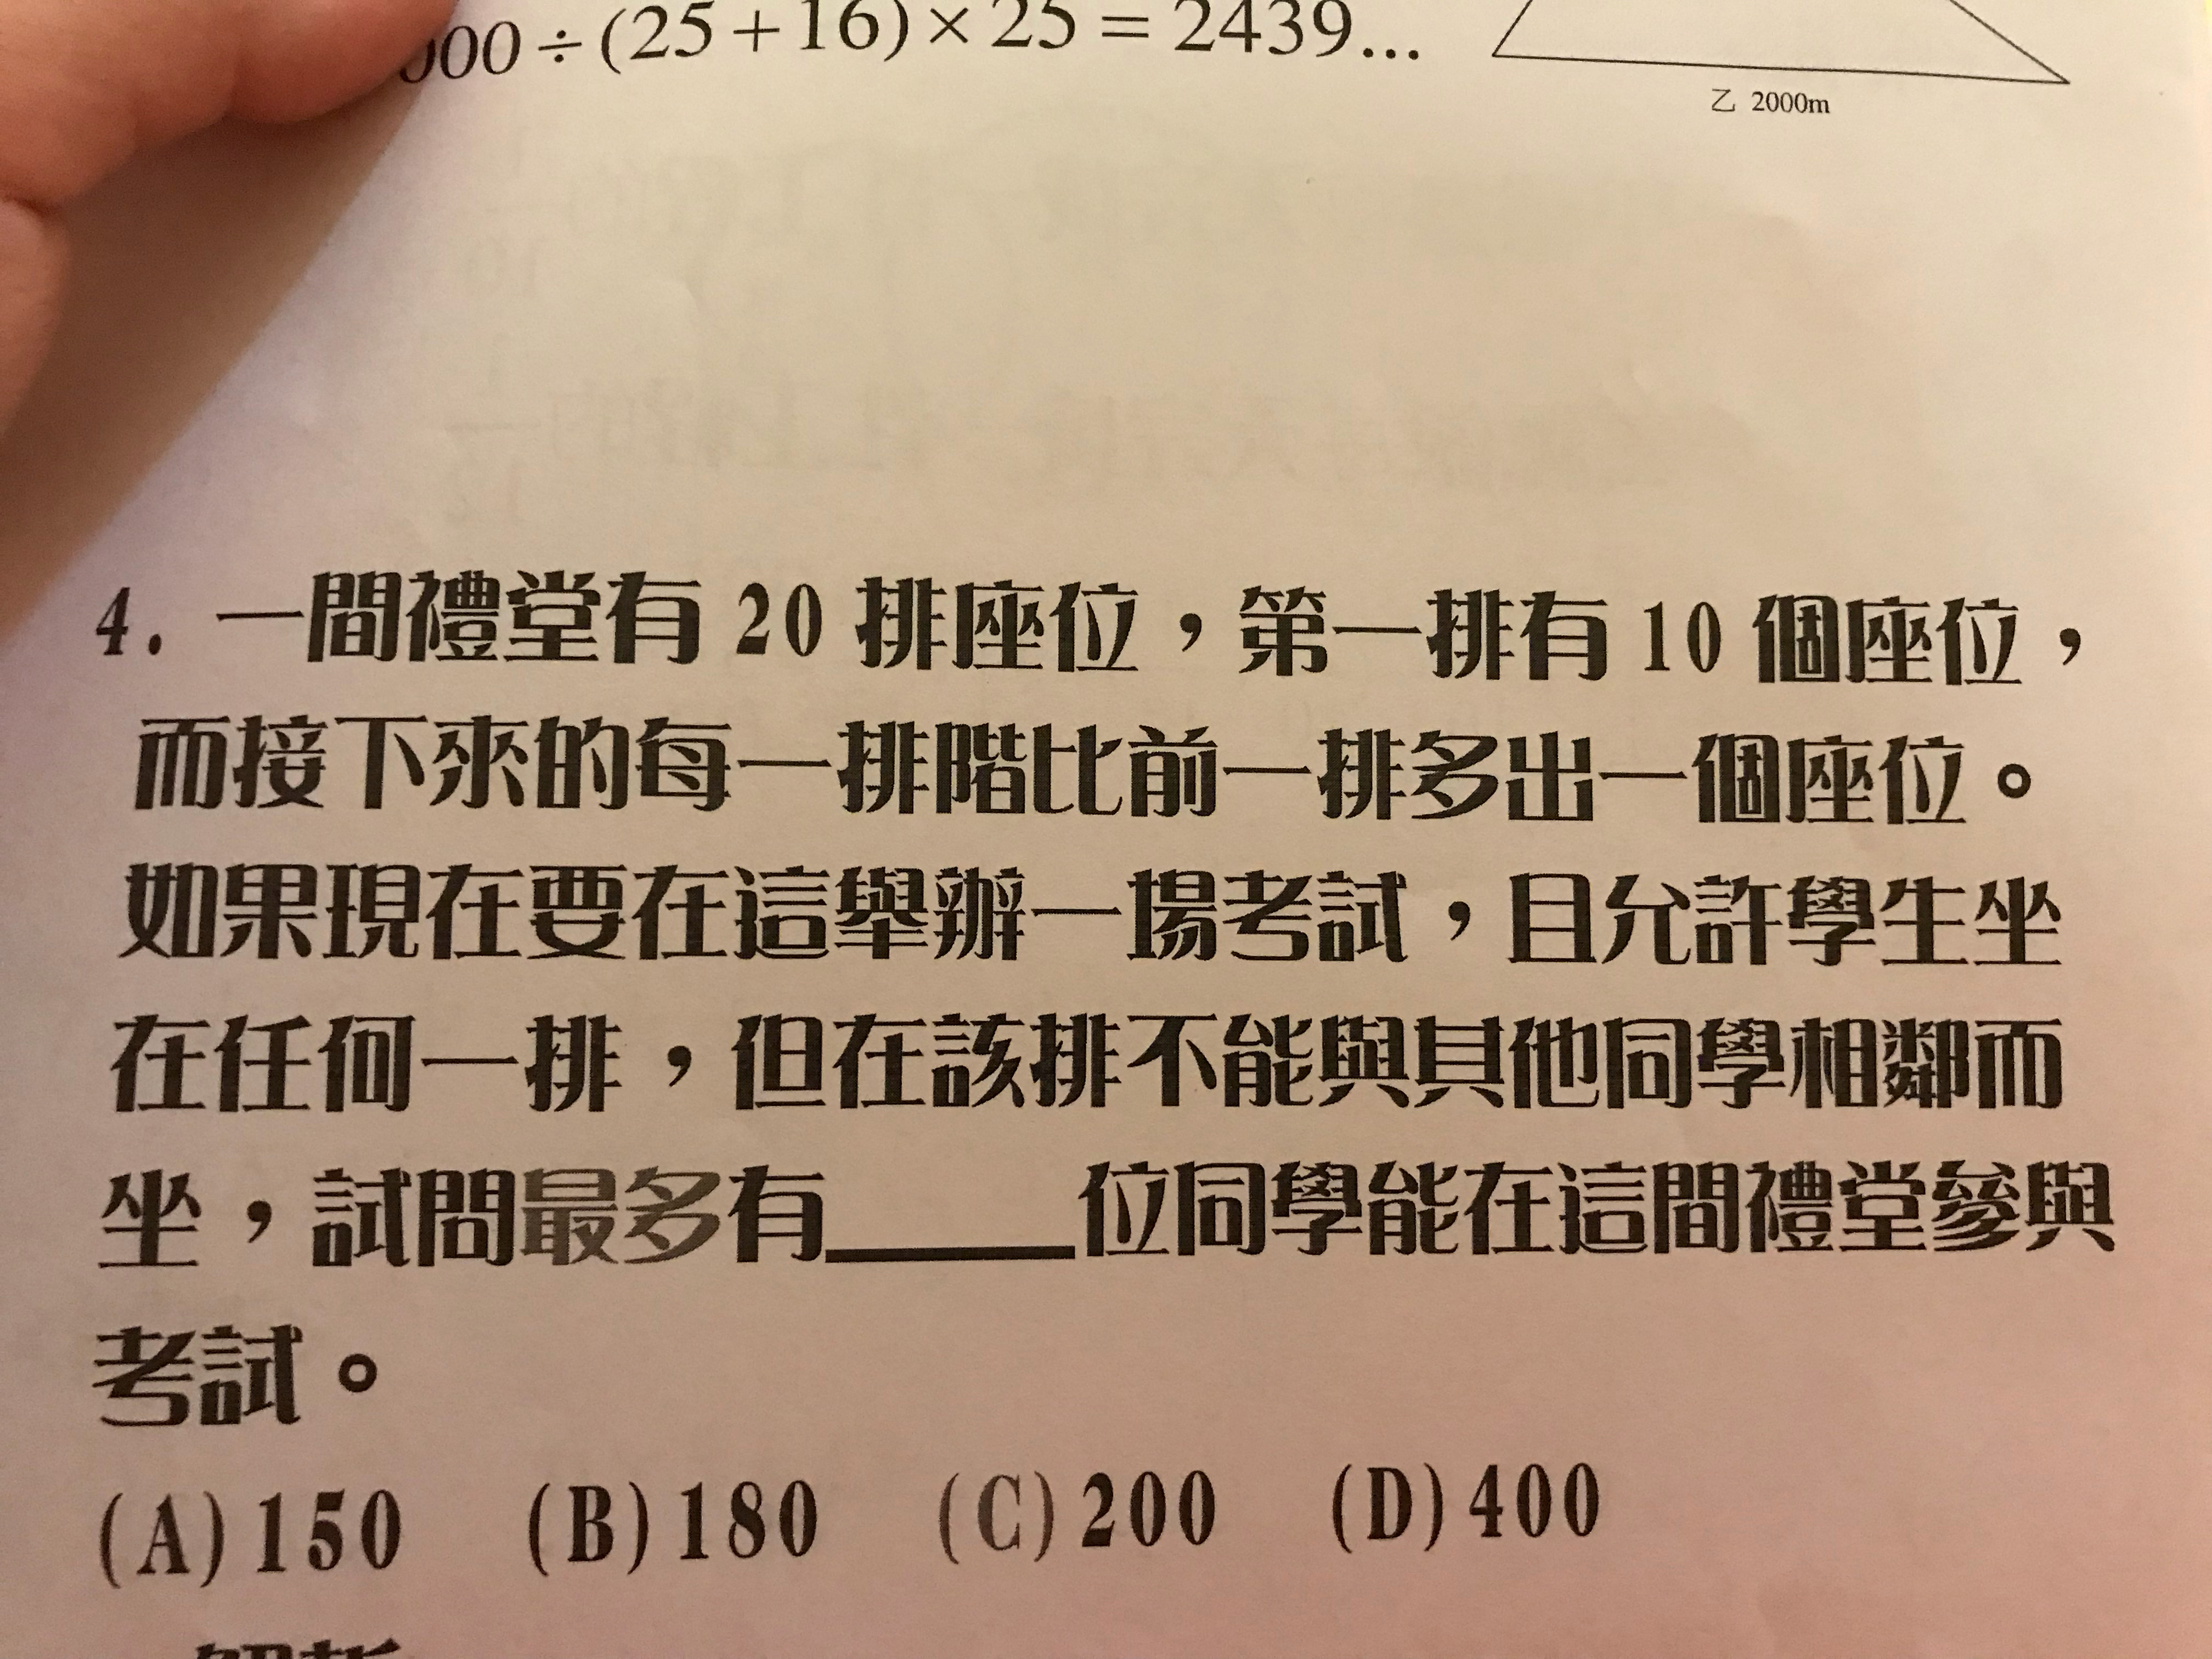 000÷(25+16)×25=2439...
乙 2000m
4. 一間禮堂有 20 排座位，第一排有 10 個座位，
而接下來的每一排階比前一排多出一個座位。
如果現在要在這舉辦一場考試，且允許學生坐
在任何一排，但在該排不能與其他同學相鄰而
坐，試問最多有_____位同學能在這間禮堂參與
考試。
(A)150 (B)180 (C)200 (D)400